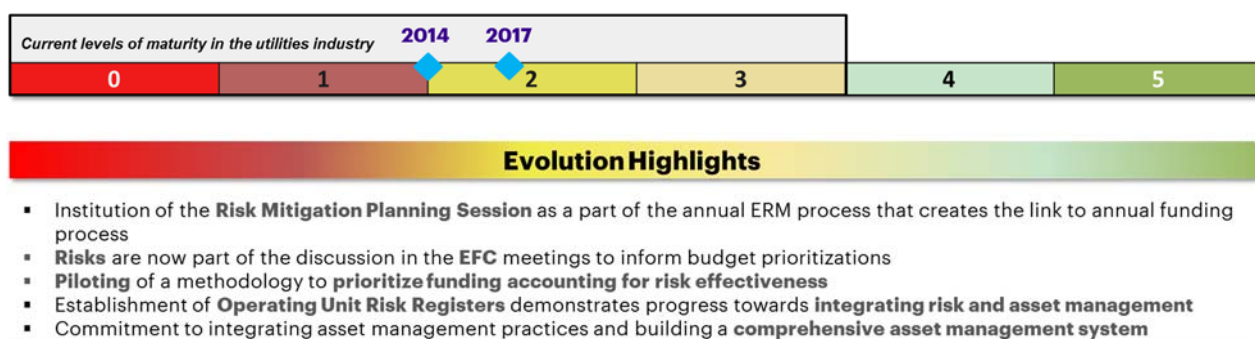 Current levels of maturity in the utilities industry 2014 2017
0 1 2 3 4 5
Evolution Highlights
▪ Institution of the Risk Mitigation Planning Session as a part of the annual ERM process that creates the link to annual funding
process
▪ Risks are now part of the discussion in the EFC meetings to inform budget prioritizations
▪ Piloting of a methodology to prioritize funding accounting for risk effectiveness
▪ Establishment of Operating Unit Risk Registers demonstrates progress towards integrating risk and asset management
▪ Commitment to integrating asset management practices and building a comprehensive asset management system